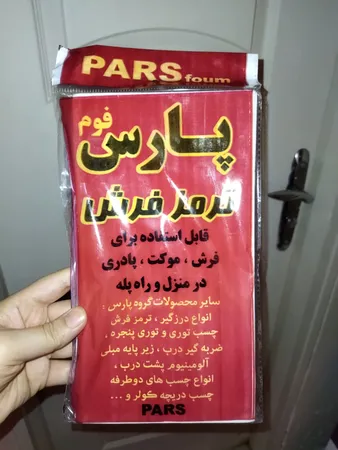 PARS foum
پارس فوم
ترمز فرش
قابل استفاده برای
فرش ، موکت ، پادری
در منزل و راه پله
سایر محصولات گروه پارس :
انواع درزگیر ، ترمز فرش
چسب توری و توری پنجره ،
ضربه گیر درب ، زیر پایه مبلی
آلومینیوم پشت درب ،
انواع چسب های دوطرفه
چسب دریچه کولر و ...
PARS